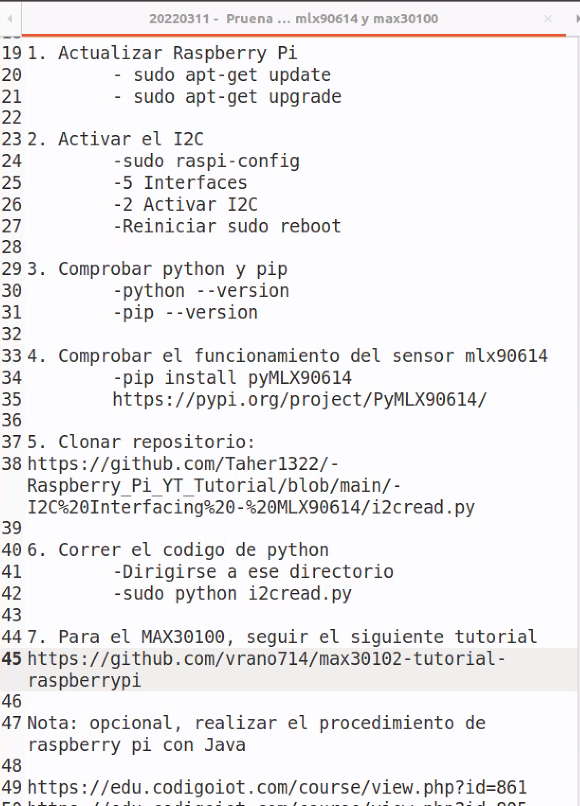 20220311 - Pruena ... mlx90614 y max30100
19 1. Actualizar Raspberry Pi
20 - sudo apt-get update
21 - sudo apt-get upgrade
22
23 2. Activar el I2C
24 -sudo raspi-config
25 -5 Interfaces
26 -2 Activar I2C
27 -Reiniciar sudo reboot
28
29 3. Comprobar python y pip
30 -python --version
31 -pip --version
32
33 4. Comprobar el funcionamiento del sensor mlx90614
34 -pip install pyMLX90614
35 https://pypi.org/project/PyMLX90614/
36
37 5. Clonar repositorio:
38 https://github.com/Taher1322/-
Raspberry_Pi_YT_Tutorial/blob/main/-
I2C%20Interfacing%20-%20MLX90614/i2cread.py
39
40 6. Correr el codigo de python
41 -Dirigirse a ese directorio
42 -sudo python i2cread.py
43
44 7. Para el MAX30100, seguir el siguiente tutorial
45 https://github.com/vrano714/max30102-tutorial-
raspberrypi
46
47 Nota: opcional, realizar el procedimiento de
raspberry pi con Java
48
49 https://edu.codigoiot.com/course/view.php?id=861